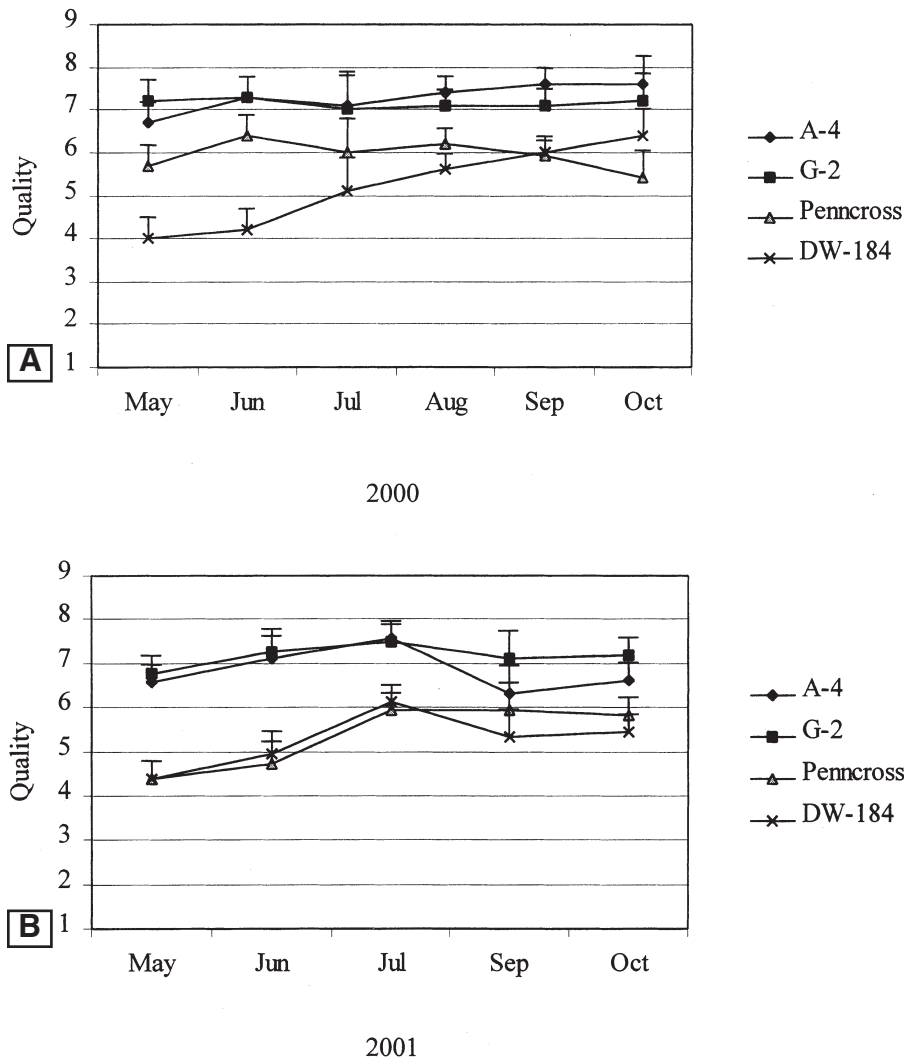 9
8
7
6
5
4
3
2
1
Quality
A
May Jun Jul Aug Sep Oct
2000
A-4
G-2
Penncross
DW-184
9
8
7
6
5
4
3
2
1
Quality
B
May Jun Jul Sep Oct
2001
A-4
G-2
Penncross
DW-184